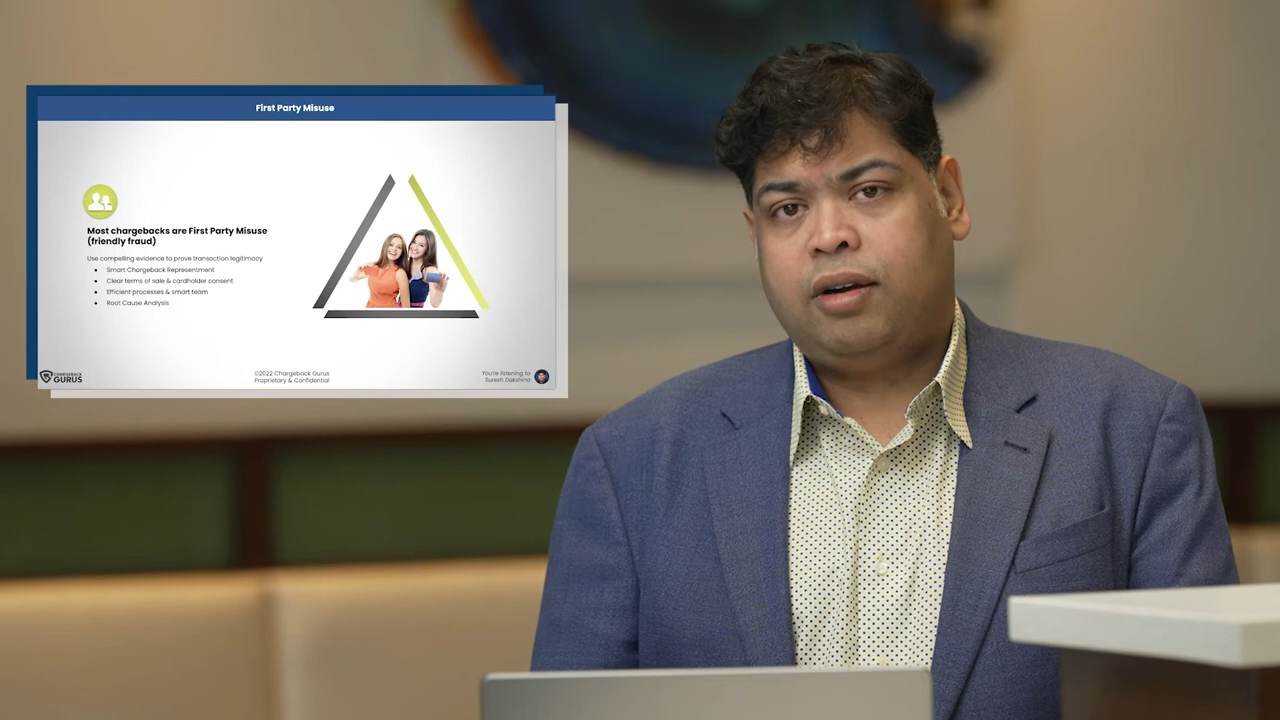 First Party Misuse
Most chargebacks are First Party Misuse
(friendly fraud)
Use compelling evidence to prove transaction legitimacy
• Smart Chargeback Representment
• Clear terms of sale & cardholder consent
• Efficient processes & smart team
• Root Cause Analysis
CHARGEBACK
GURUS
©2022 Chargeback Gurus
Proprietary & Confidential
You're listening to
Suresh Dakshina